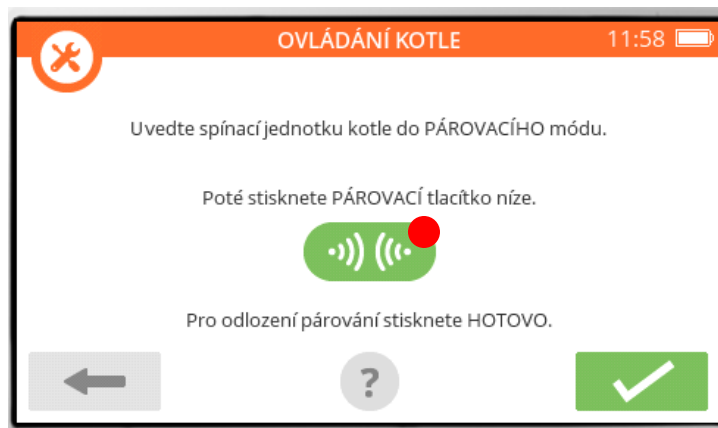 OVLÁDÁNÍ KOTLE 11:58
Uvedte spínací jednotku kotle do PÁROVACÍHO módu.
Poté stisknete PÁROVACÍ tlacítko níze.
Pro odlození párování stisknete HOTOVO.
?